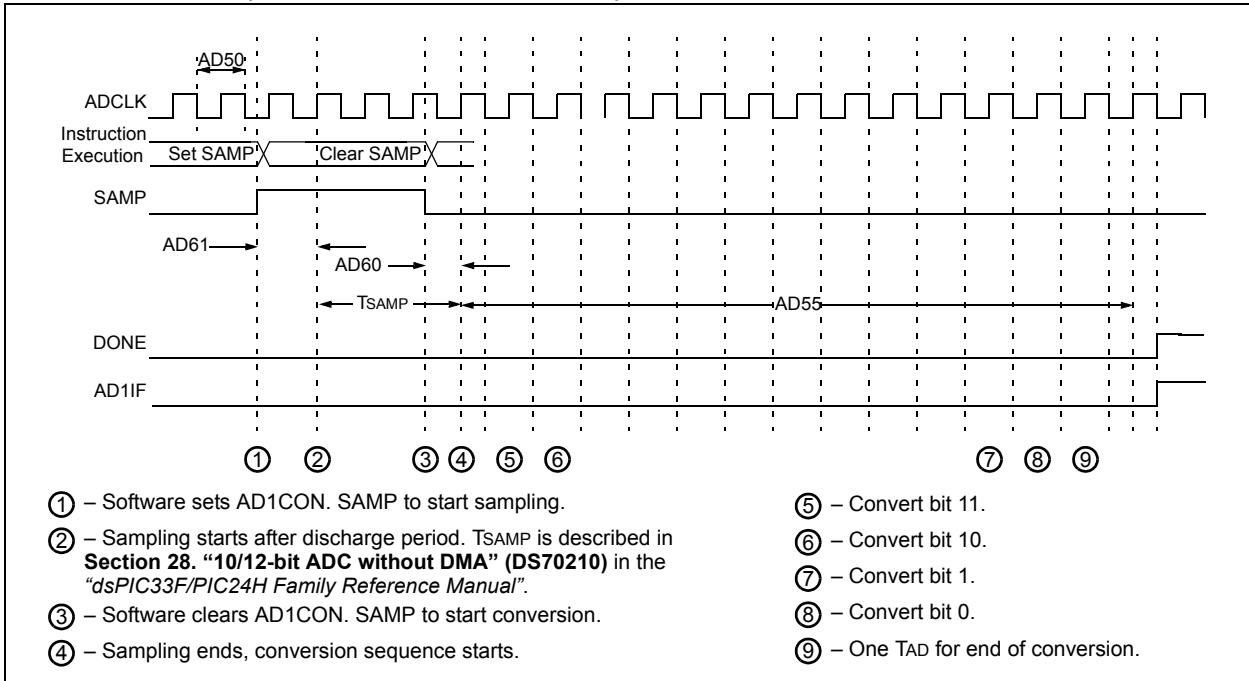 AD50
ADCLK
Instruction
Execution
Set SAMP
Clear SAMP
SAMP
AD61
AD60
TSAMP
AD55
DONE
AD1IF
1 2 3 4 5 6 7 8 9
1 – Software sets AD1CON. SAMP to start sampling.
2 – Sampling starts after discharge period. TSAMP is described in
Section 28. “10/12-bit ADC without DMA” (DS70210) in the
“dsPIC33F/PIC24H Family Reference Manual”.
3 – Software clears AD1CON. SAMP to start conversion.
4 – Sampling ends, conversion sequence starts.
5 – Convert bit 11.
6 – Convert bit 10.
7 – Convert bit 1.
8 – Convert bit 0.
9 – One TAD for end of conversion.